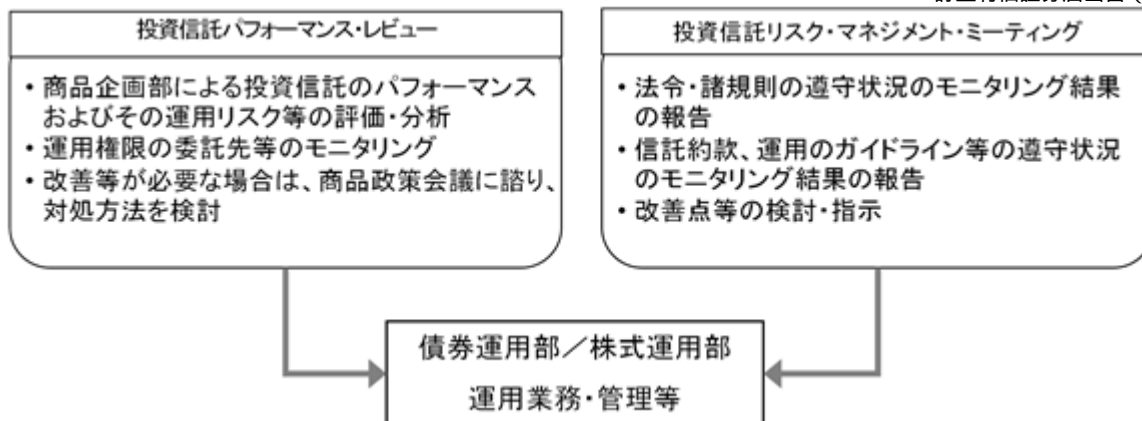 投資信託パフォーマンス・レビュー
・商品企画部による投資信託のパフォーマンス
およびその運用リスク等の評価・分析
・運用権限の委託先等のモニタリング
・改善等が必要な場合は、商品政策会議に諮り、
対処方法を検討
投資信託リスク・マネジメント・ミーティング
・法令・諸規則の遵守状況のモニタリング結果
の報告
・信託約款、運用のガイドライン等の遵守状況
のモニタリング結果の報告
・改善点等の検討・指示
債券運用部／株式運用部
運用業務・管理等